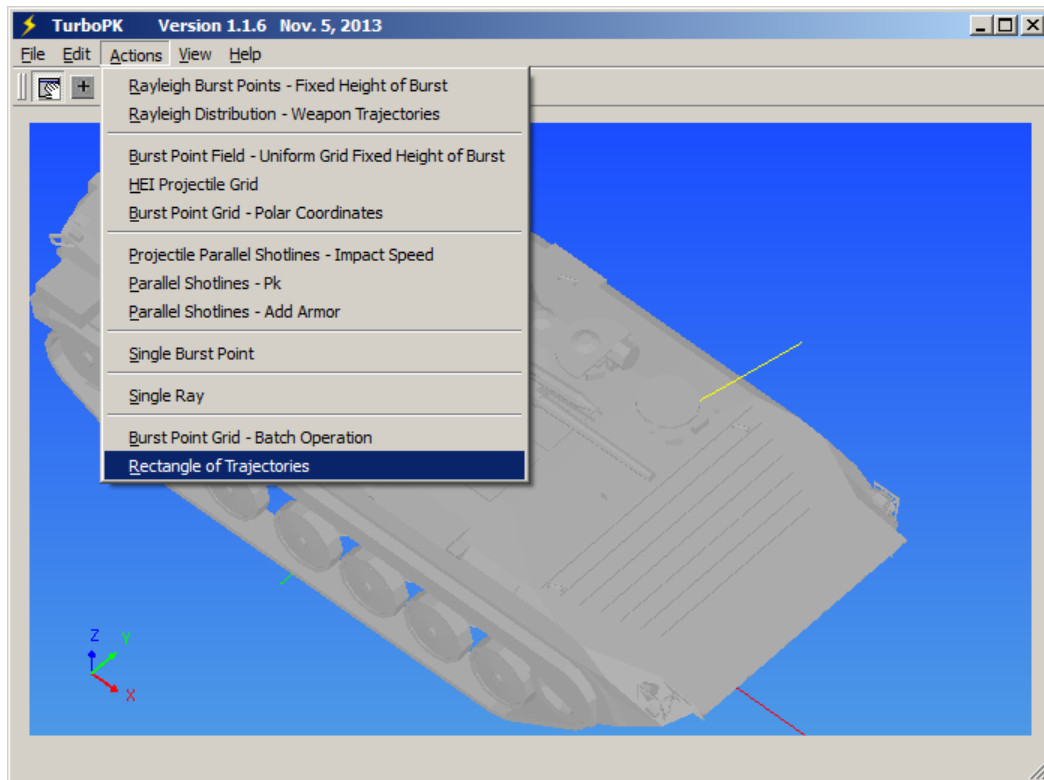 TurboPK Version 1.1.6 Nov. 5, 2013
File Edit Actions View Help
Rayleigh Burst Points - Fixed Height of Burst
Rayleigh Distribution - Weapon Trajectories
Burst Point Field - Uniform Grid Fixed Height of Burst
HEI Projectile Grid
Burst Point Grid - Polar Coordinates
Projectile Parallel Shotlines - Impact Speed
Parallel Shotlines - Pk
Parallel Shotlines - Add Armor
Single Burst Point
Single Ray
Burst Point Grid - Batch Operation
Rectangle of Trajectories
Z Y
X